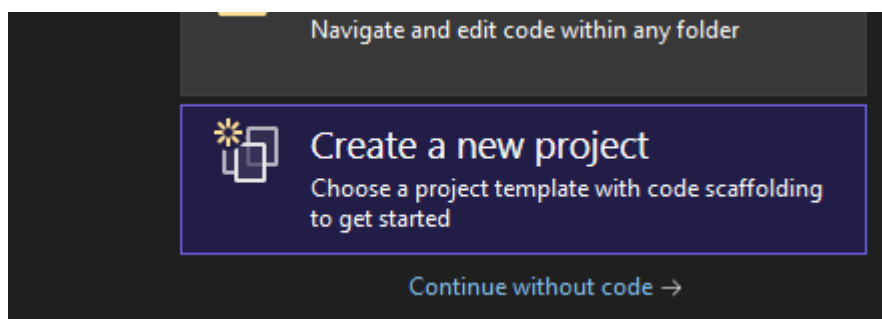 Navigate and edit code within any folder
Create a new project
Choose a project template with code scaffolding
to get started
Continue without code →